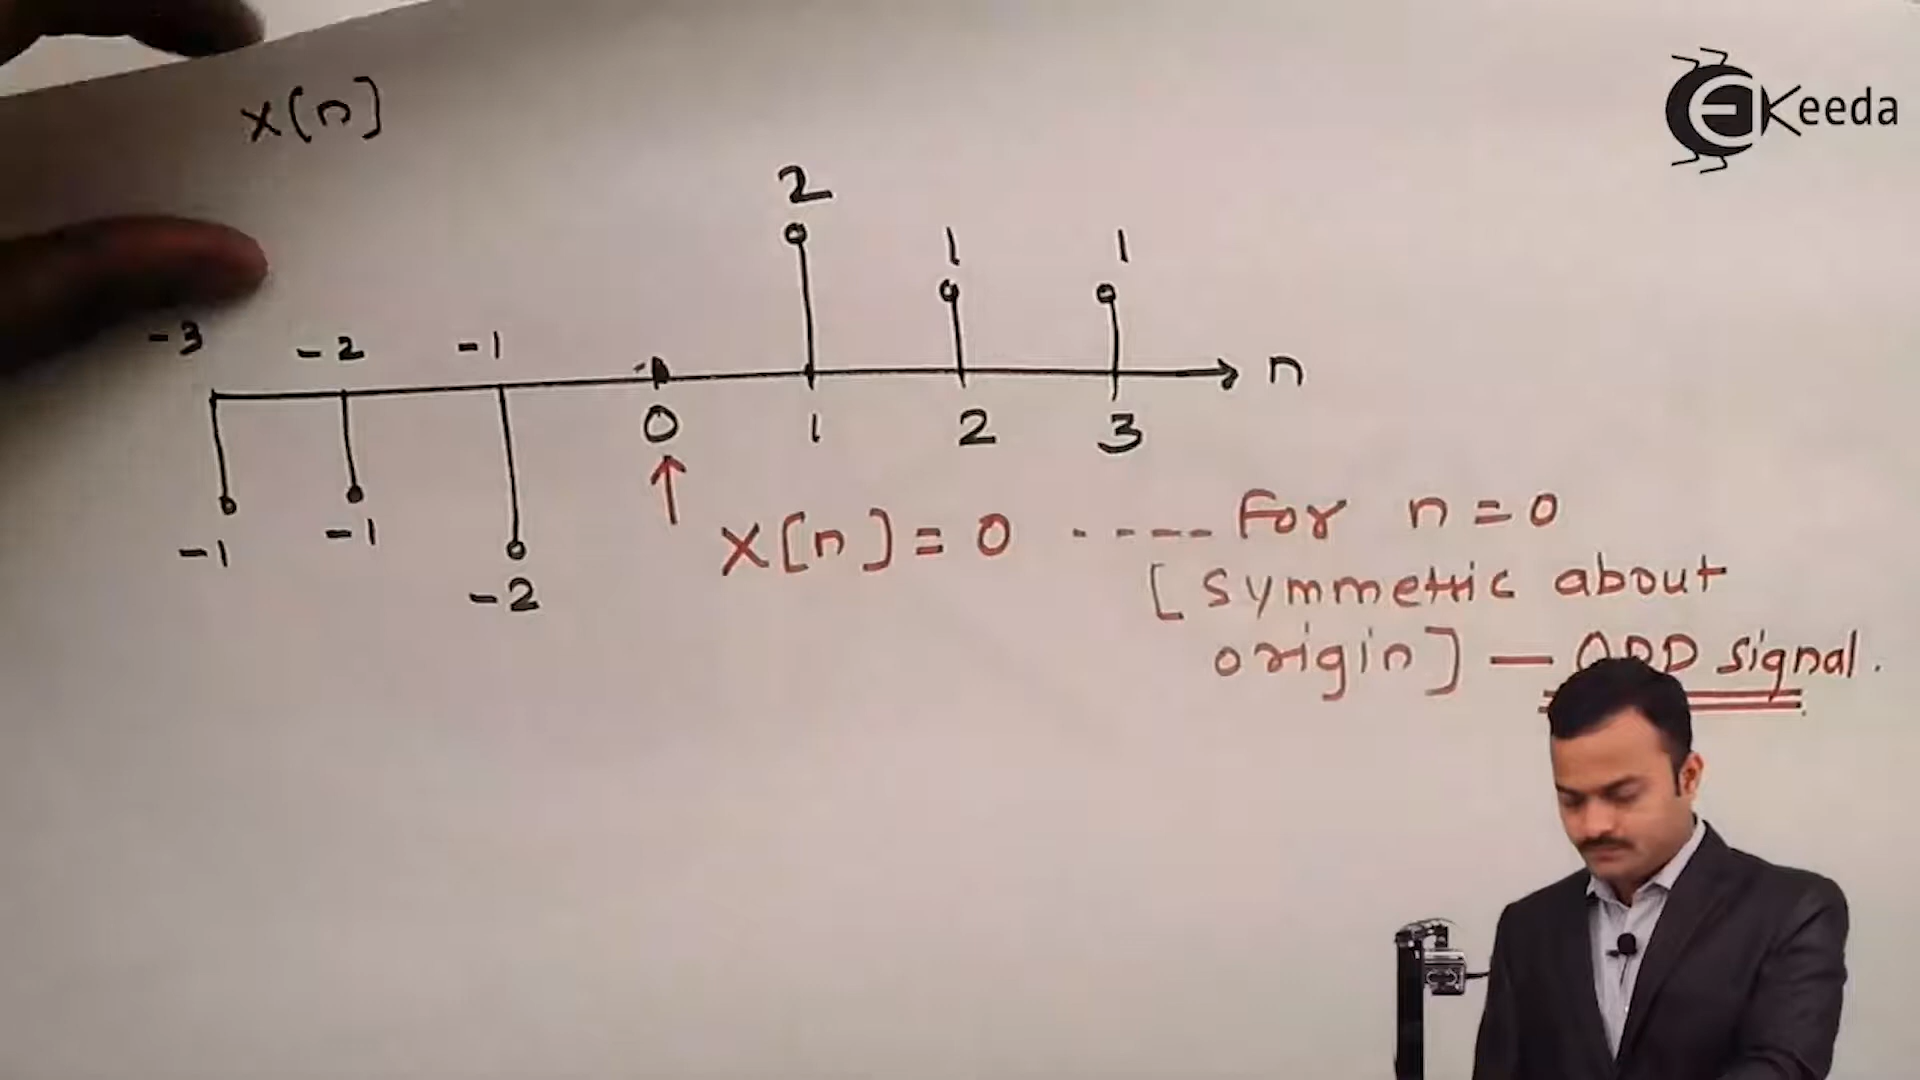 x[n]
EKeeda
2
1
1
-3
-2
-1
n
0
1
2
3
-1
-1
-2
x[n] = 0 ---- For n = 0
[symmetric about
origin] — ODD signal.